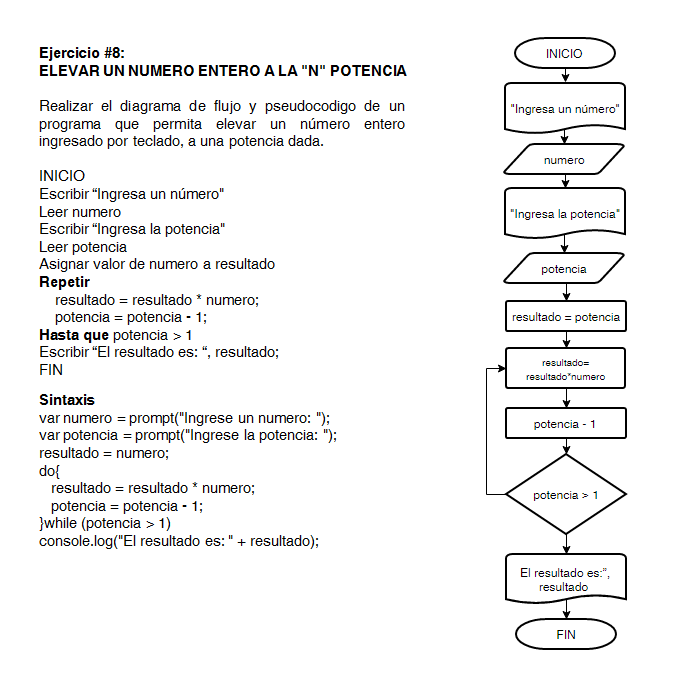 Ejercicio #8:
ELEVAR UN NUMERO ENTERO A LA "N" POTENCIA
Realizar el diagrama de flujo y pseudocodigo de un
programa que permita elevar un número entero
ingresado por teclado, a una potencia dada.
INICIO
Escribir “Ingresa un número"
Leer numero
Escribir “Ingresa la potencia"
Leer potencia
Asignar valor de numero a resultado
Repetir
resultado = resultado * numero;
potencia = potencia - 1;
Hasta que potencia > 1
Escribir “El resultado es: “, resultado;
FIN
Sintaxis
var numero = prompt("Ingrese un numero: ");
var potencia = prompt("Ingrese la potencia: ");
resultado = numero;
do{
resultado = resultado * numero;
potencia = potencia - 1;
}while (potencia > 1)
console.log("El resultado es: " + resultado);
INICIO
"Ingresa un número"
numero
"Ingresa la potencia"
potencia
resultado = potencia
resultado=
resultado*numero
potencia - 1
potencia > 1
El resultado es:”,
resultado
FIN